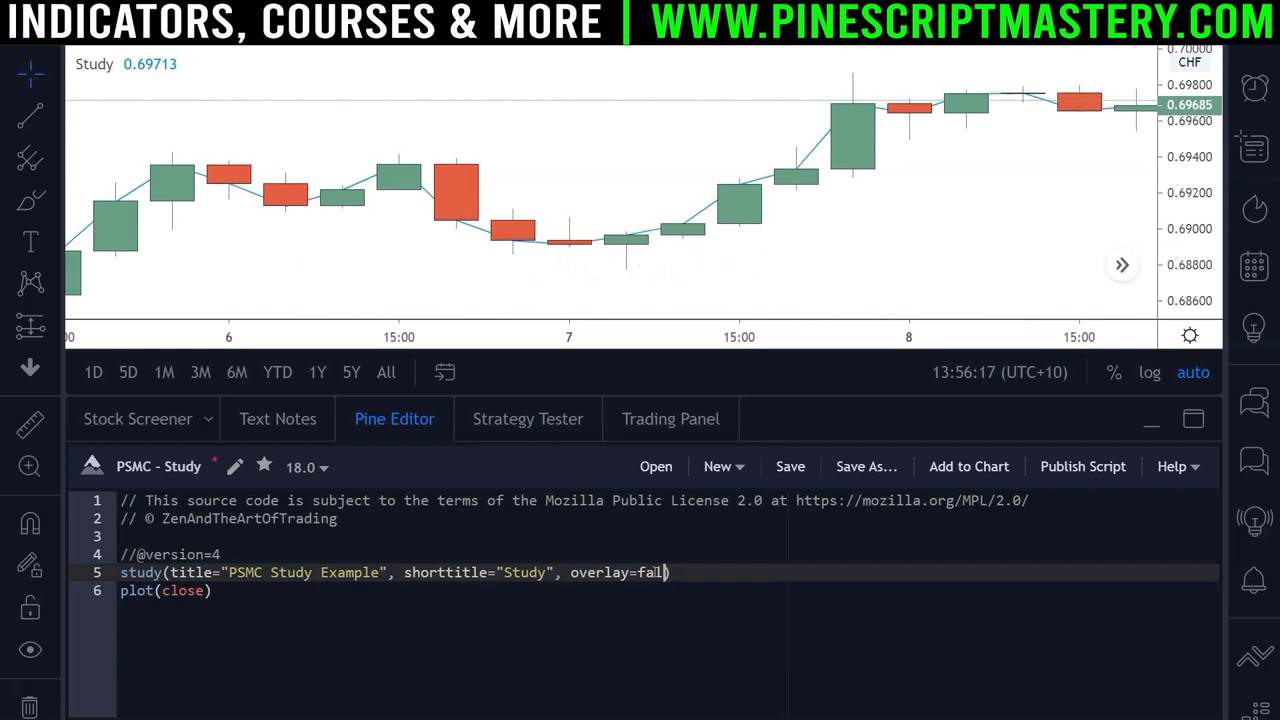 INDICATORS, COURSES & MORE | WWW.PINESCRIPTMASTERY.COM
Study 0.69713
0.70000
CHF
0.69800
0.69685
0.69600
0.69400
0.69200
0.69000
0.68800
0.68600
:00 6 15:00 7 15:00 8 15:00
1D 5D 1M 3M 6M YTD 1Y 5Y All 13:56:17 (UTC+10) % log auto
Stock Screener Text Notes Pine Editor Strategy Tester Trading Panel
PSMC - Study 18.0 Open New Save Save As... Add to Chart Publish Script Help
1 // This source code is subject to the terms of the Mozilla Public License 2.0 at https://mozilla.org/MPL/2.0/
2 // © ZenAndTheArtOfTrading
3
4 //@version=4
5 study(title="PSMC Study Example", shorttitle="Study", overlay=fal)
6 plot(close)